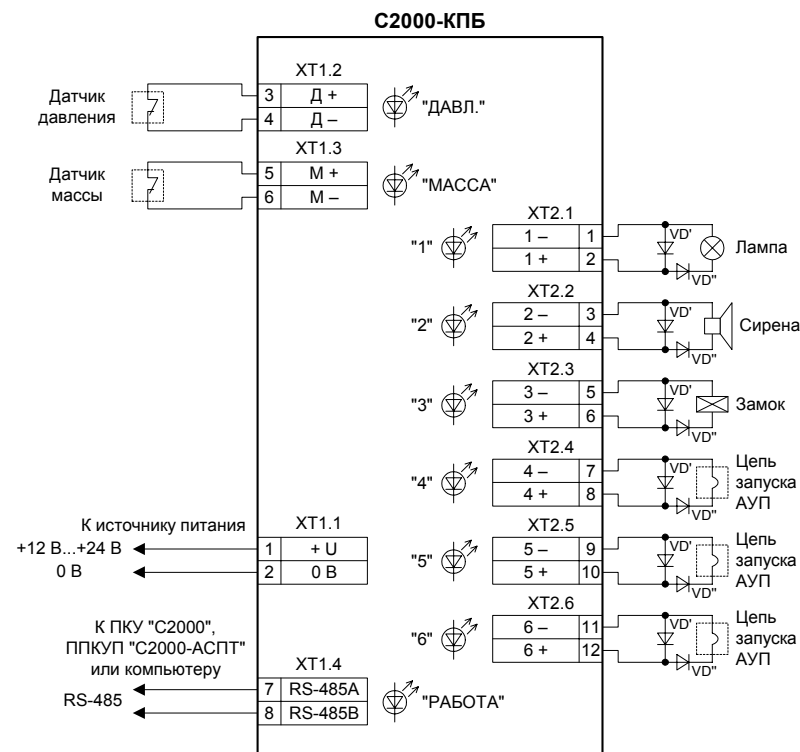 С2000-КПБ
XT1.2
Датчик
давления
3 Д +
4 Д –
"ДАВЛ."
XT1.3
Датчик
массы
5 М +
6 М –
"МАССА"
XT2.1
"1"
1 – 1
1 + 2
VD'
VD"
Лампа
XT2.2
"2"
2 – 3
2 + 4
VD'
VD"
Сирена
XT2.3
"3"
3 – 5
3 + 6
VD'
VD"
Замок
XT2.4
"4"
4 – 7
4 + 8
VD'
VD"
Цепь
запуска
АУП
К источнику питания
XT1.1
+12 В...+24 В
0 В
1 + U
2 0 В
XT2.5
"5"
5 – 9
5 + 10
VD'
VD"
Цепь
запуска
АУП
XT2.6
"6"
6 – 11
6 + 12
VD'
VD"
Цепь
запуска
АУП
К ПКУ "С2000",
ППКУП "С2000-АСПТ"
или компьютеру
XT1.4
RS-485
7 RS-485A
8 RS-485B
"РАБОТА"